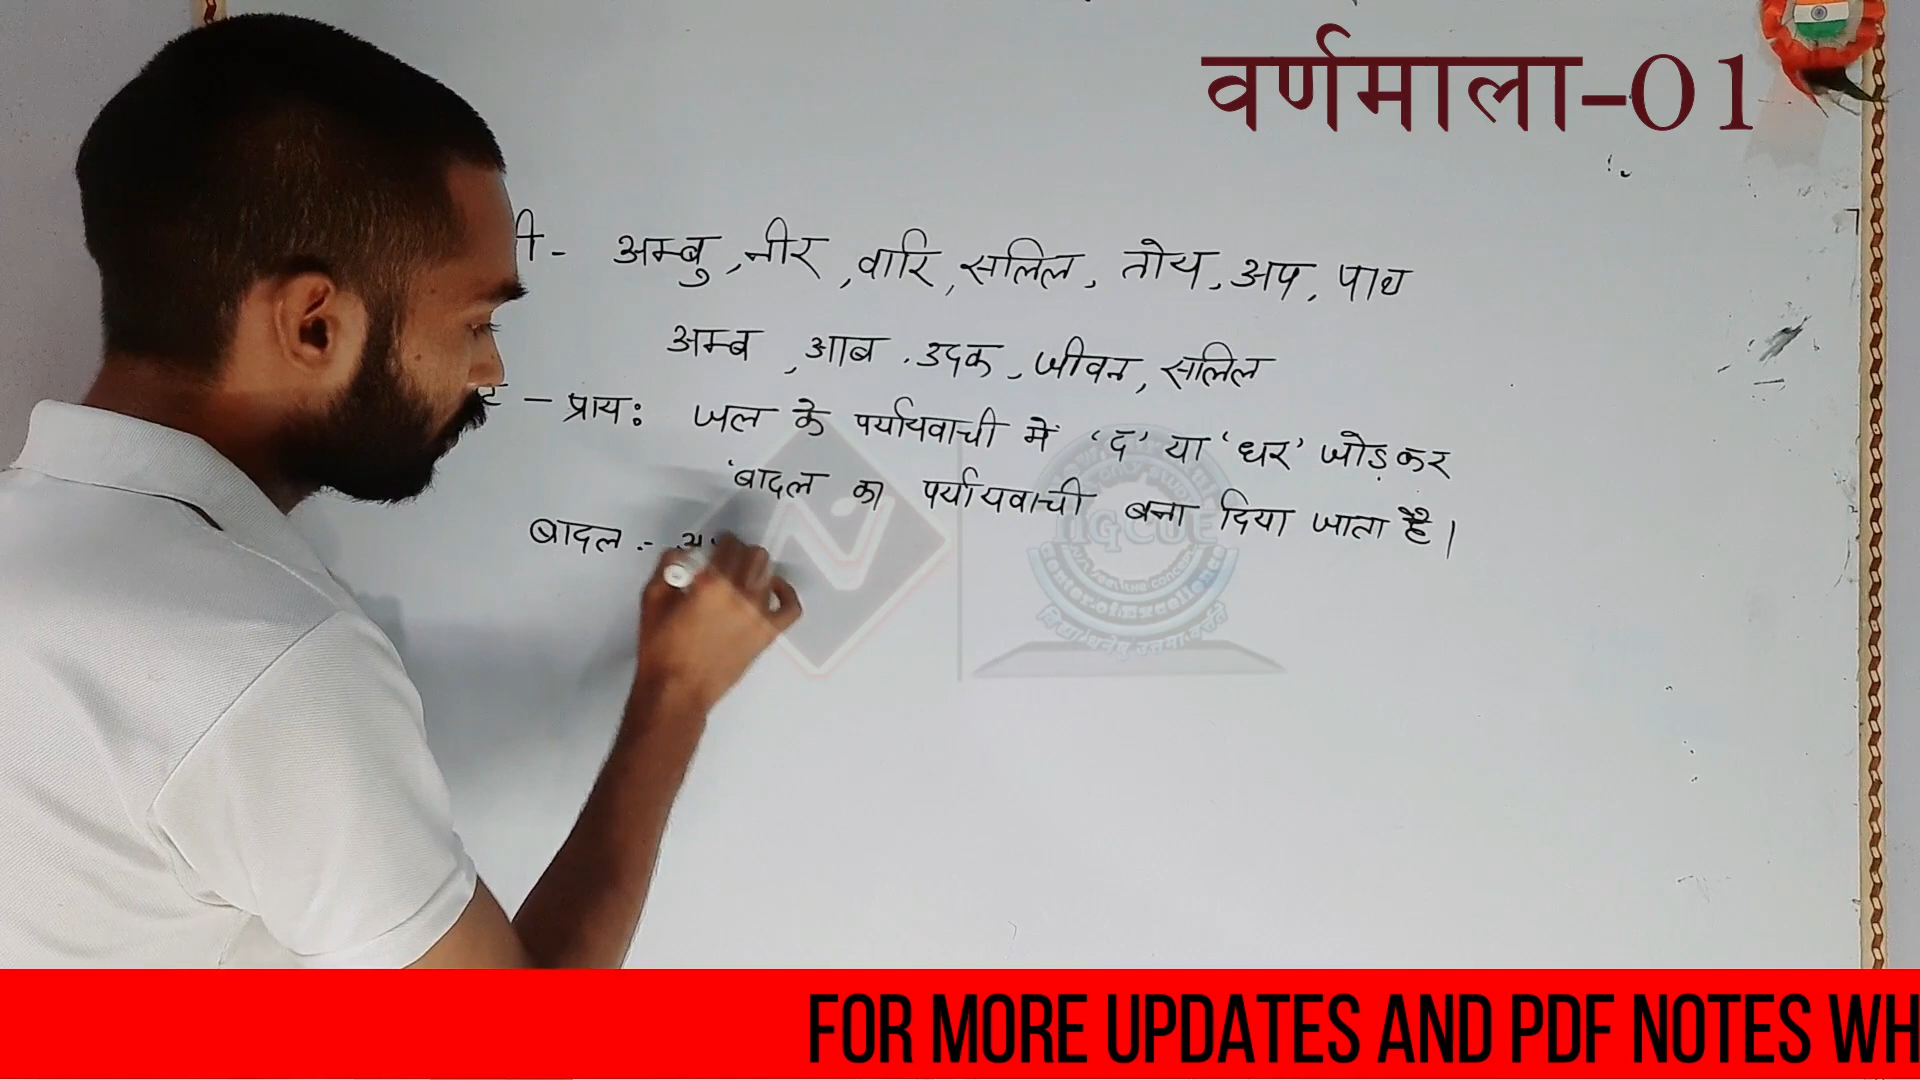 वर्णमाला-01
अम्बु, नीर, वारि, सलिल, तोय, अप, पाथ
अम्ब, आब, उदक, जीवन, सलिल
– प्रायः जल के पर्यायवाची में 'द' या 'धर' जोड़कर
'बादल का पर्यायवाची बना दिया जाता है।
बादल :-
FOR MORE UPDATES AND PDF NOTES WH